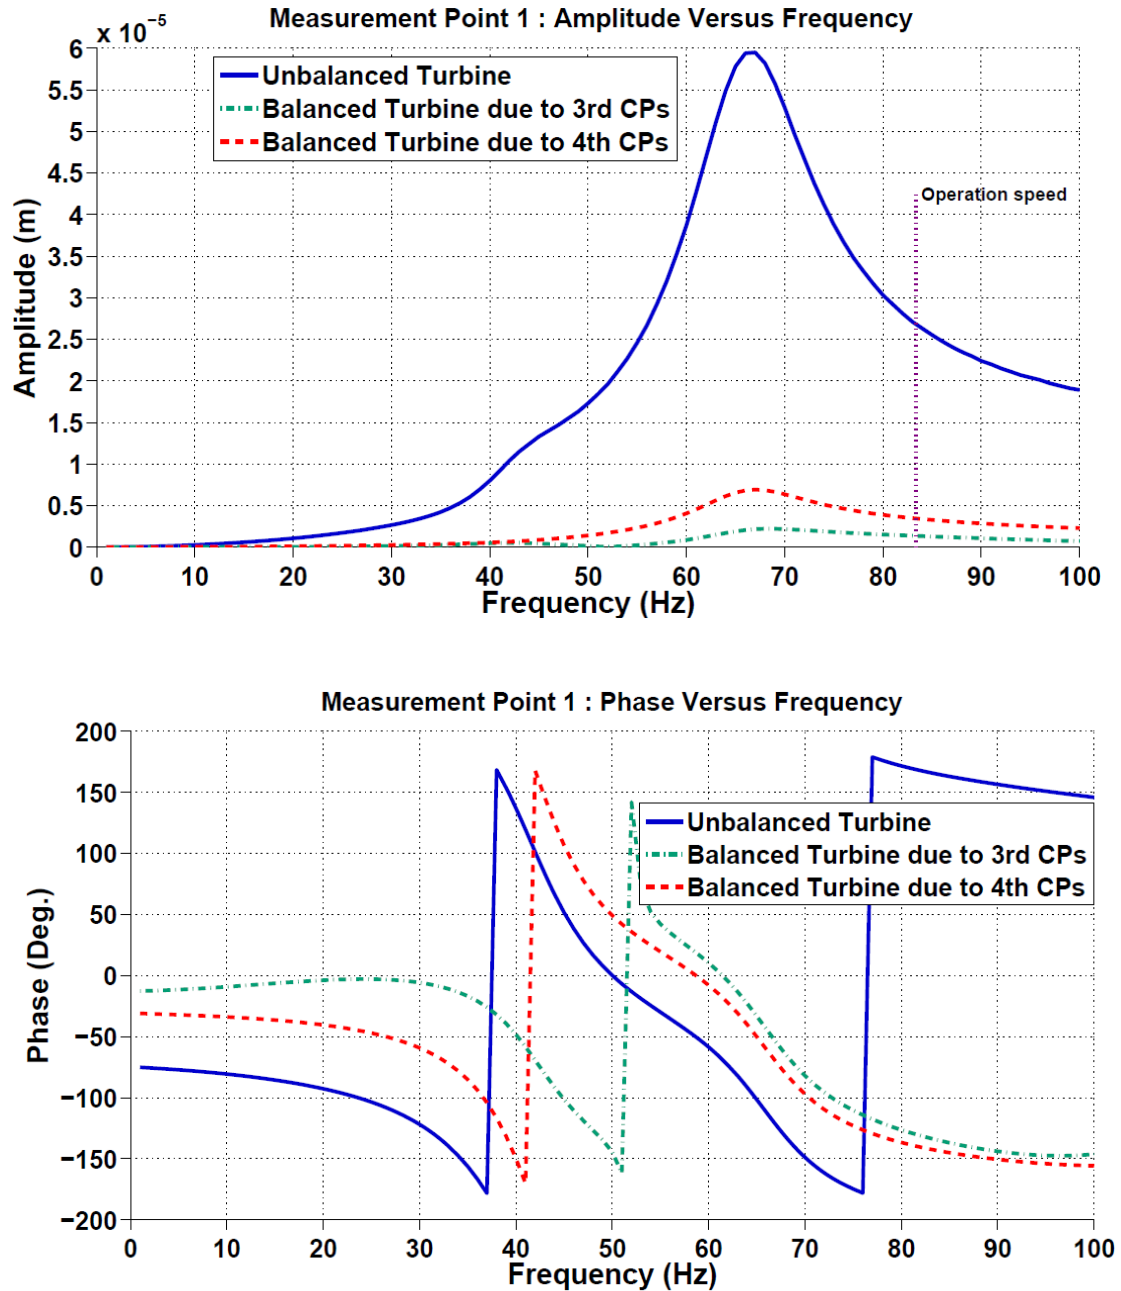 Measurement Point 1 : Amplitude Versus Frequency
x 10⁻⁵
6
5.5
5
4.5
4
3.5
3
2.5
2
1.5
1
0.5
0
Amplitude (m)
Unbalanced Turbine
Balanced Turbine due to 3rd CPs
Balanced Turbine due to 4th CPs
Operation speed
0 10 20 30 40 50 60 70 80 90 100
Frequency (Hz)
Measurement Point 1 : Phase Versus Frequency
200
150
100
50
0
−50
−100
−150
−200
Phase (Deg.)
Unbalanced Turbine
Balanced Turbine due to 3rd CPs
Balanced Turbine due to 4th CPs
0 10 20 30 40 50 60 70 80 90 100
Frequency (Hz)